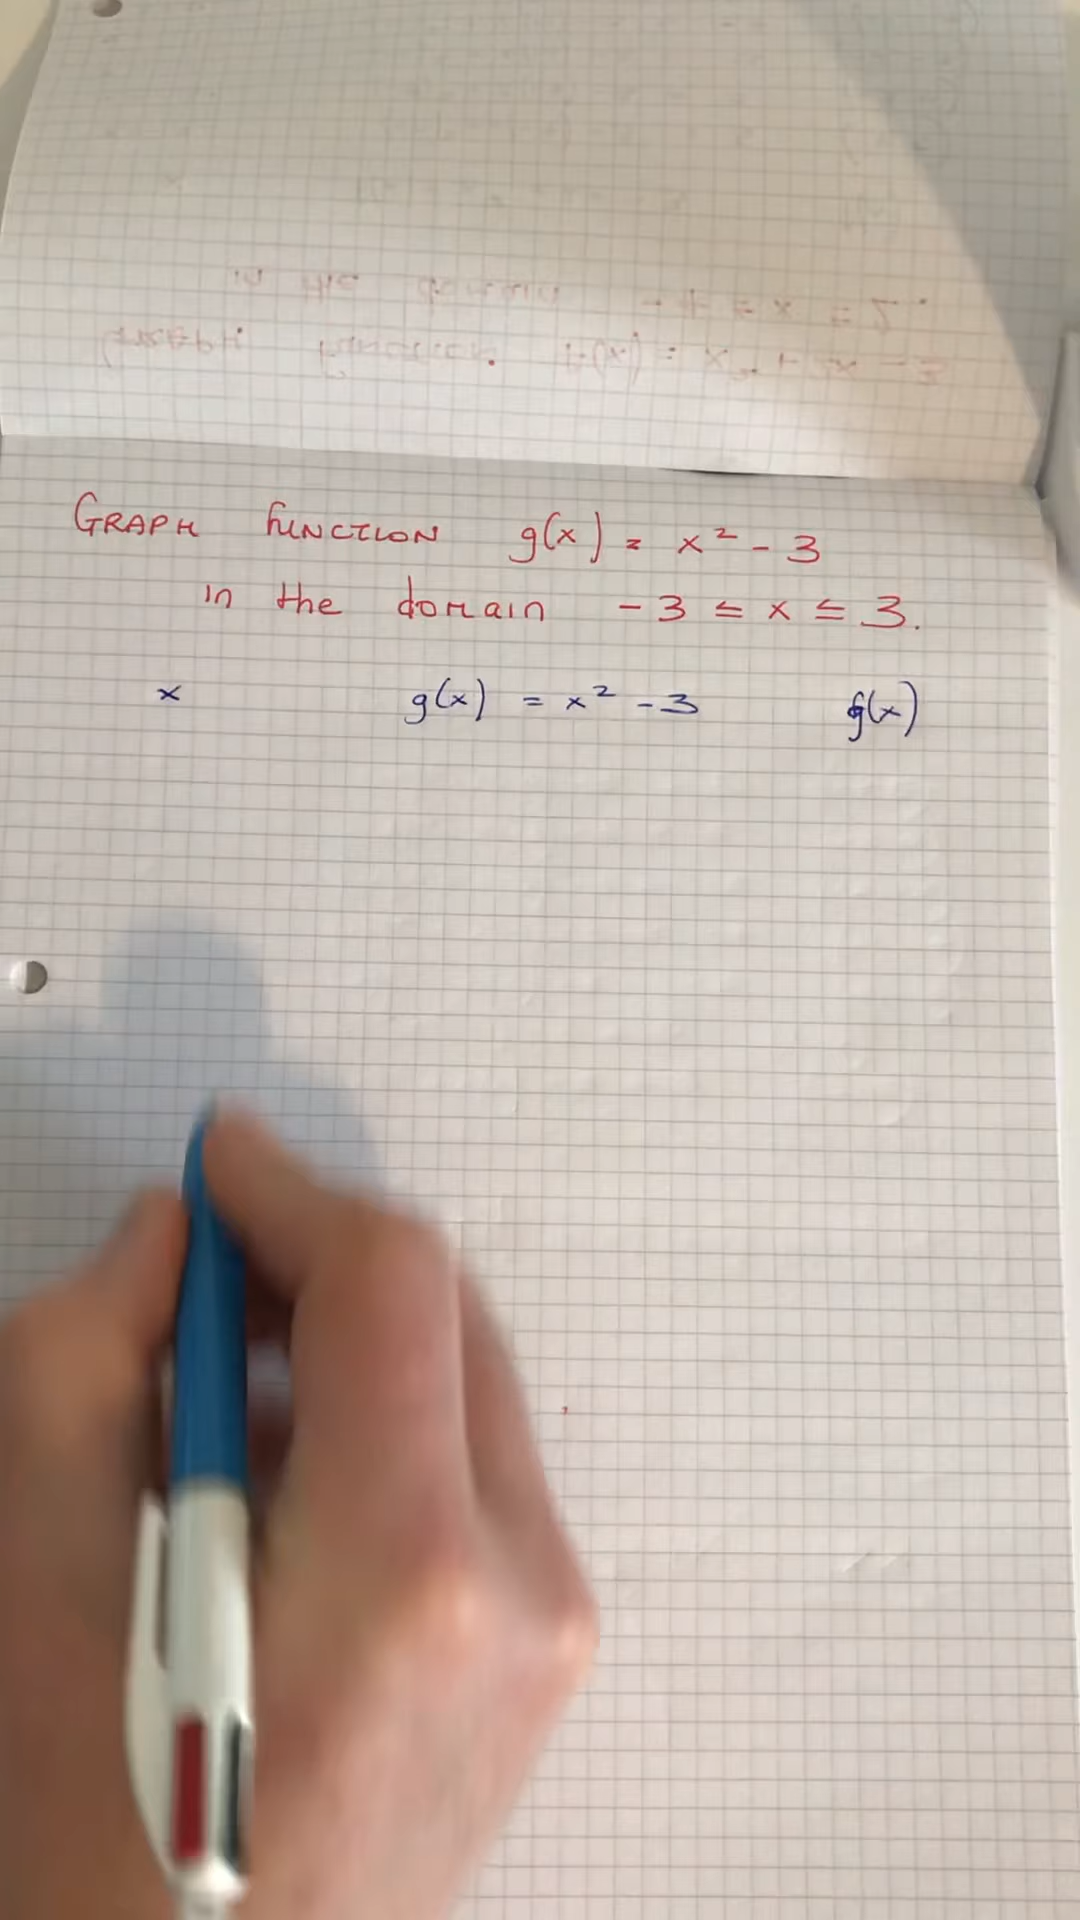 GRAPH FUNCTION g(x) = x² - 3
in the domain -3 ≤ x ≤ 3.
x g(x) = x² - 3 g(x)